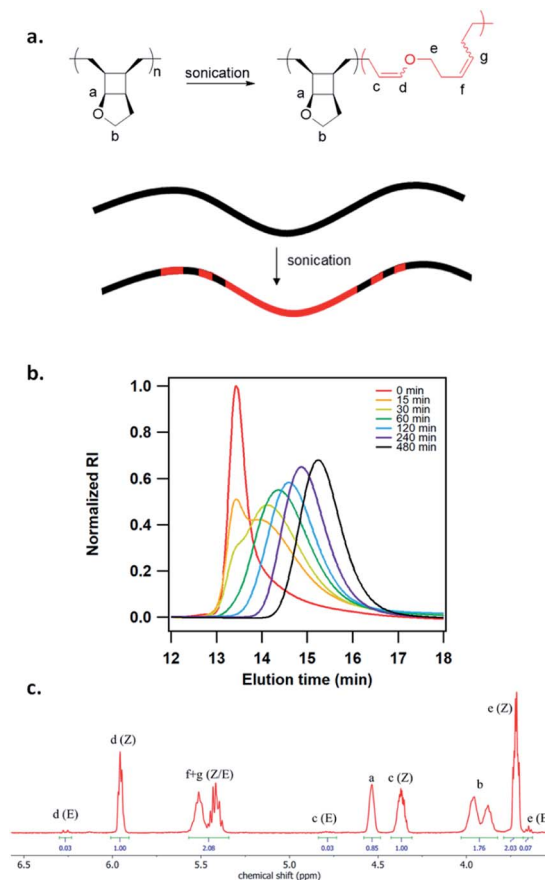 a.
sonication
n
a
O
b
a
O
b
c
d
O
e
f
g
sonication
b.
Normalized RI
1.0
0.8
0.6
0.4
0.2
0.0
0 min
15 min
30 min
60 min
120 min
240 min
480 min
12 13 14 15 16 17 18
Elution time (min)
c.
d (E)
d (Z)
f+g (Z/E)
c (E)
a
c (Z)
b
e (Z)
e (E
0.03
1.00
2.08
0.03
0.85
1.00
1.76
2.03
0.07
6.5 6.0 5.5 5.0 4.5 4.0
chemical shift (ppm)